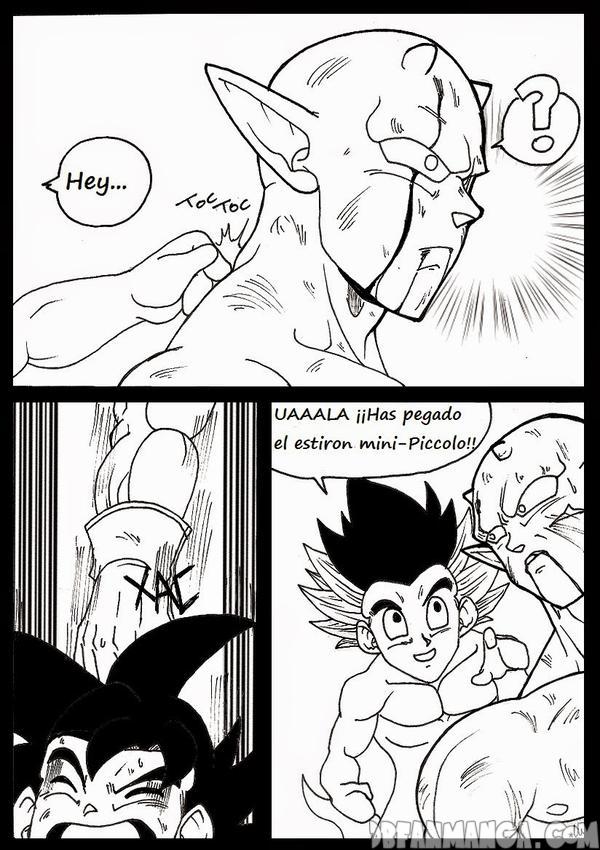 ?
Hey...
TOC TOC
UAAALA ¡¡Has pegado
el estiron mini-Piccolo!!
ZAC
DBFANMANGA.COM